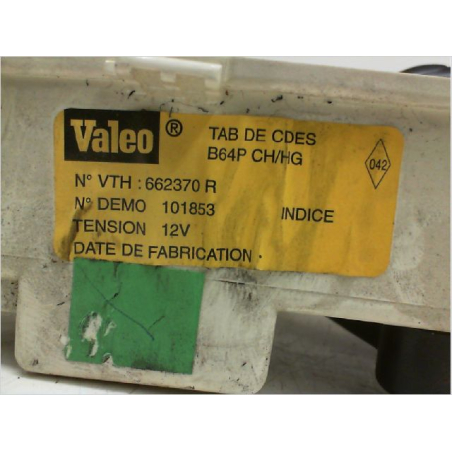 Valeo ®
TAB DE CDES
B64P CH/HG
042
N° VTH : 662370 R
N° DEMO 101853 INDICE
TENSION 12V
DATE DE FABRICATION